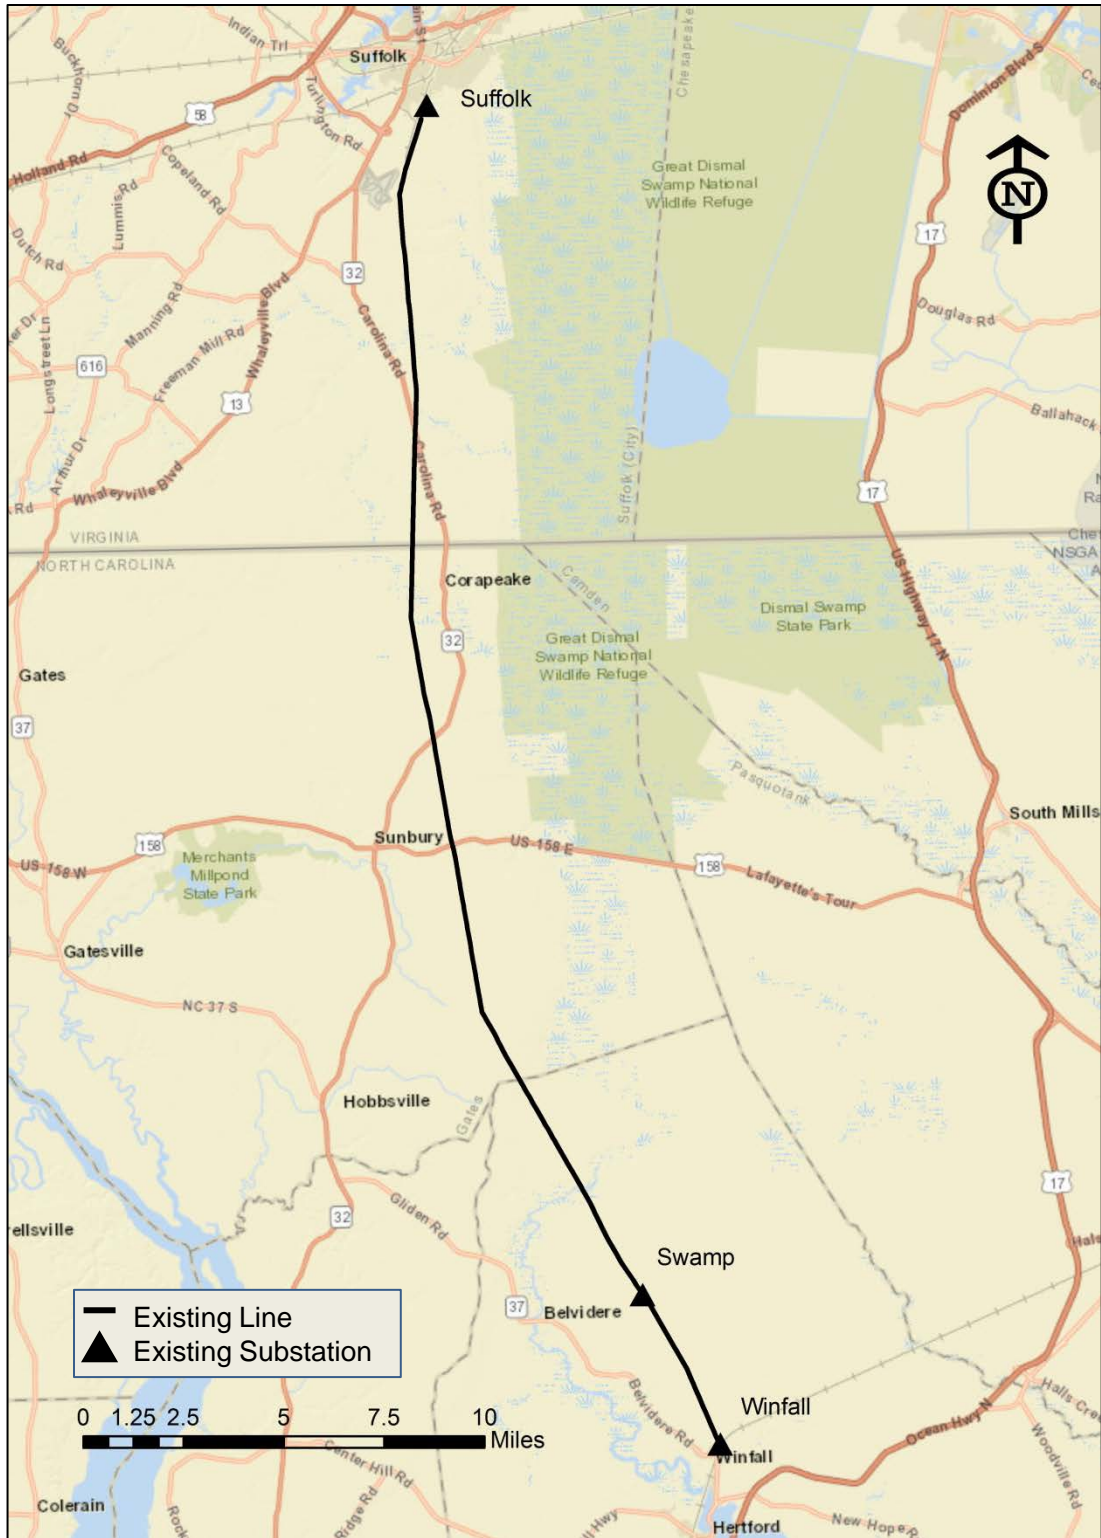 Indian Trl
Suffolk
Buckhorn Dr
Turlington Rd
Suffolk
58
Holland Rd
Copeland Rd
Lummis Rd
Dutch Rd
Chesapeake
Dominion Blvd S
Great Dismal
Swamp National
Wildlife Refuge
N
17
32
Manning Rd
Whaleyville Blvd
Longstreet Ln
Freeman Mill Rd
Carolina Rd
Douglas Rd
616
13
Ballahack
Arthur Dr
Carolina Rd
Suffolk (City)
Whaleyville Blvd
17
VIRGINIA
NORTH CAROLINA
NSGA
Corapeake
Camden
US Highway 17 N
Dismal Swamp
State Park
32
Great Dismal
Swamp National
Wildlife Refuge
Gates
37
Pasquotank
South Mills
158
Sunbury
US 158 E
US 158 W
Merchants
Millpond
State Park
158
Lafayette's Tour
Gatesville
NC 37 S
Hobbsville
Gates
17
Gliden Rd
32
ellsville
Swamp
37
Belvidere
Existing Line
Existing Substation
Belvidere Rd
Winfall
Winfall
Ocean Hwy N
Halls Cree
Woodville Rd
0 1.25 2.5 5 7.5 10
Miles
Center Hill Rd
Ridge Rd
Colerain
Hertford
New Hope R